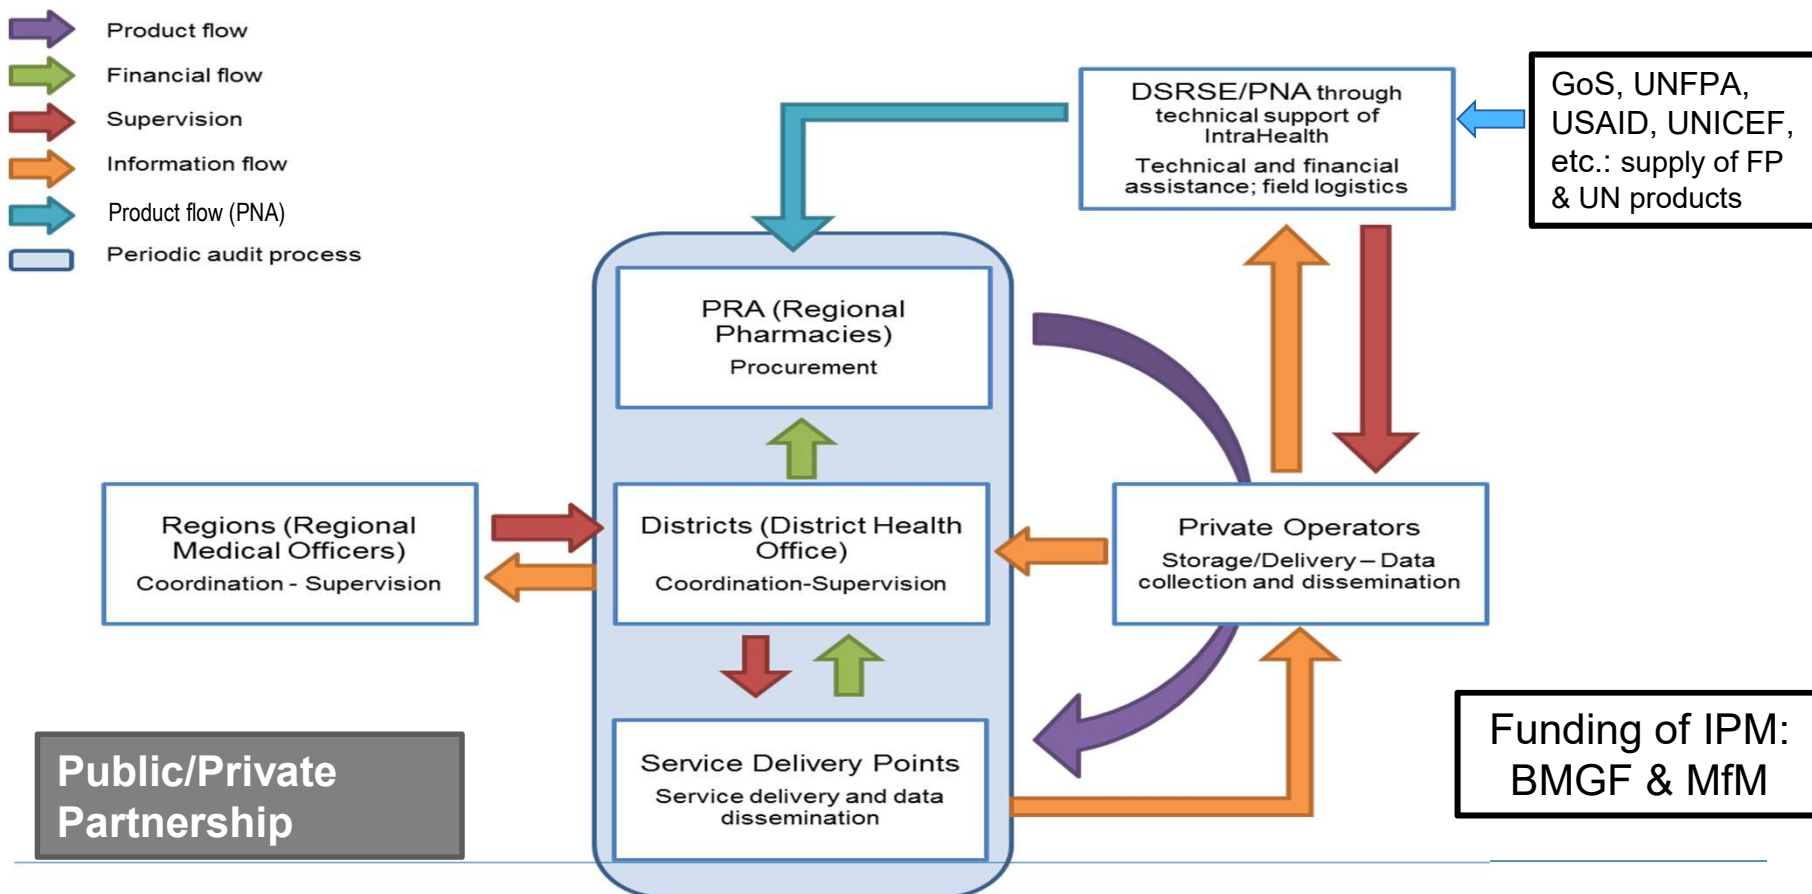 Product flow
Financial flow
Supervision
Information flow
Product flow (PNA)
Periodic audit process
DSRSE/PNA through
technical support of
IntraHealth
Technical and financial
assistance; field logistics
GoS, UNFPA,
USAID, UNICEF,
etc.: supply of FP
& UN products
PRA (Regional
Pharmacies)
Procurement
Regions (Regional
Medical Officers)
Coordination - Supervision
Districts (District Health
Office)
Coordination-Supervision
Private Operators
Storage/Delivery – Data
collection and dissemination
Service Delivery Points
Service delivery and data
dissemination
Public/Private
Partnership
Funding of IPM:
BMGF & MfM